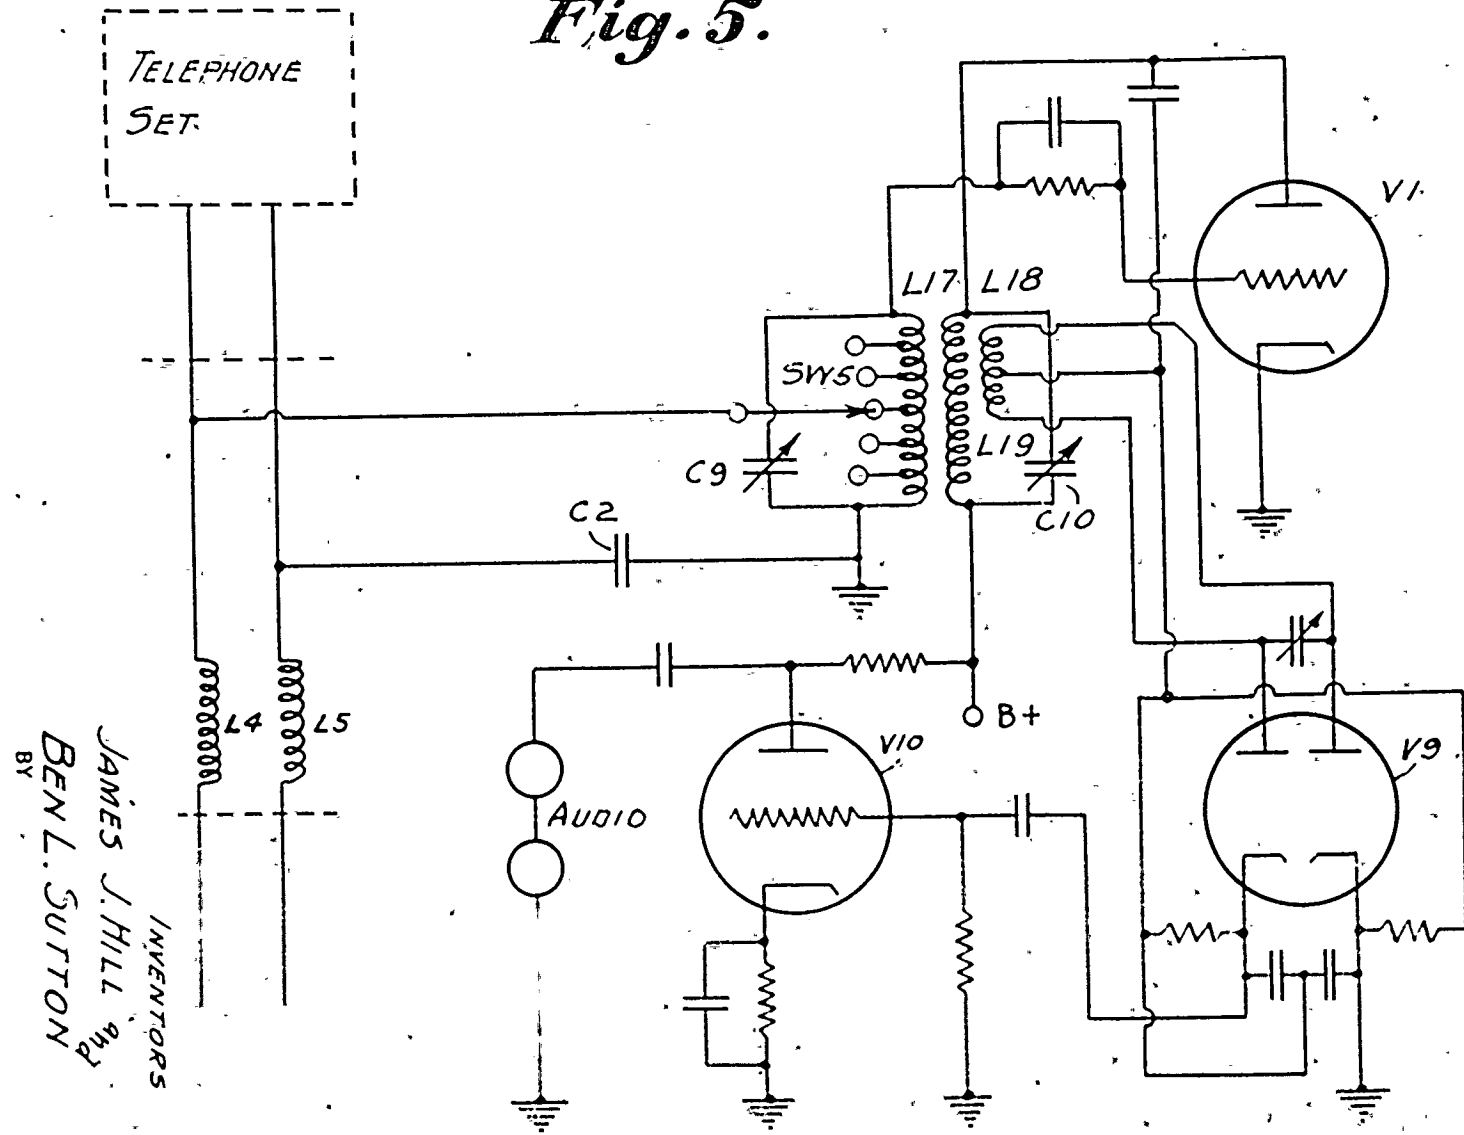 Fig. 5.
TELEPHONE
SET.
V1.
L17
L18
SW5
L19
C9
C10
C2
L4
L5
B+
V10
V9
AUDIO
INVENTORS
JAMES J. HILL and
BEN L. SUTTON
BY